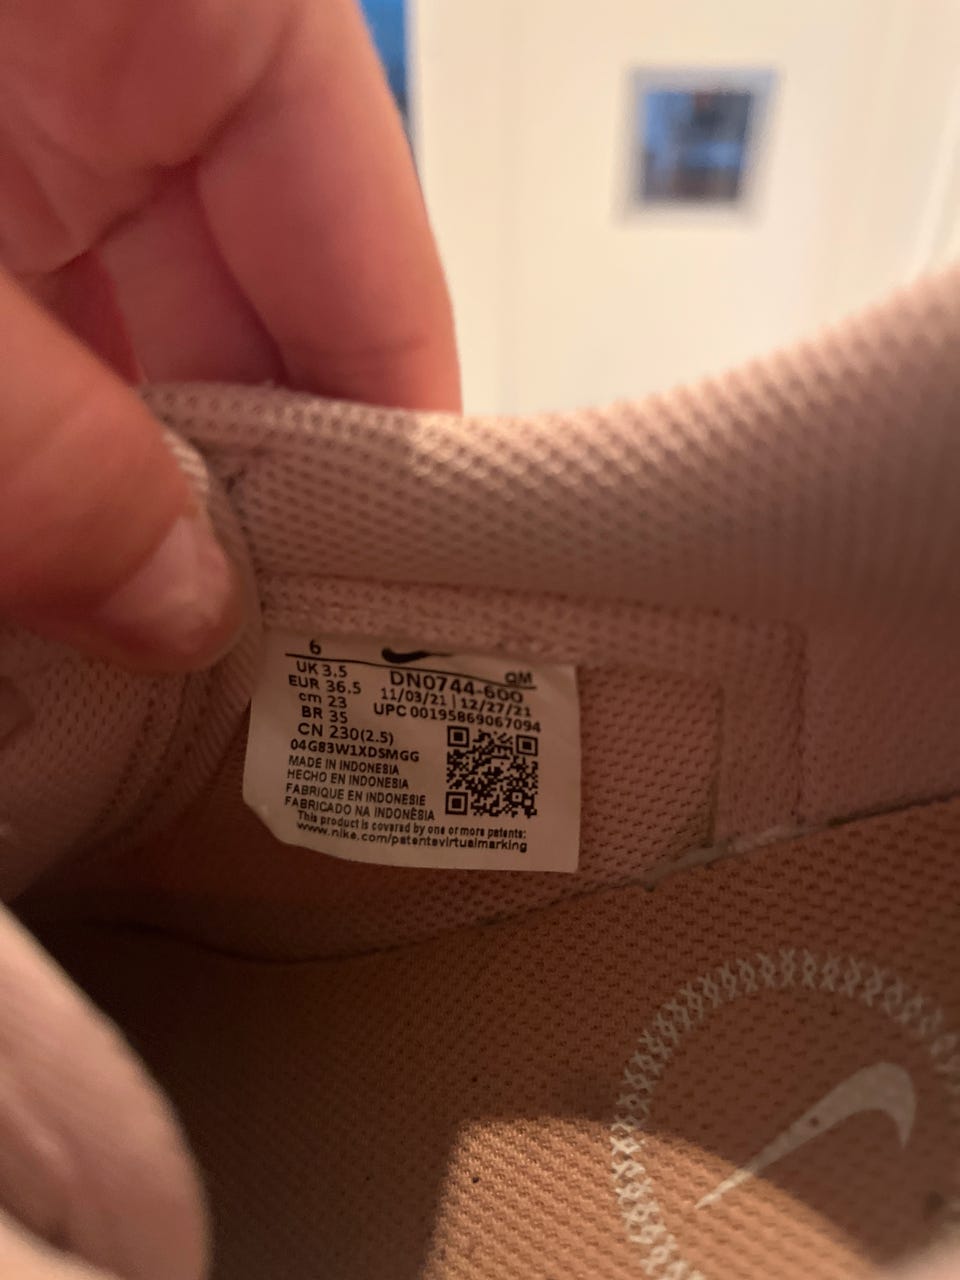 6
UK 3.5
EUR 36.5
cm 23
BR 35
CN 230(2.5)
QM
DN0744-600
11/03/21 | 12/27/21
UPC 00195869067094
04G83W1XDSMGG
MADE IN INDONESIA
HECHO EN INDONESIA
FABRIQUE EN INDONESIE
FABRICADO NA INDONÉSIA
This product is covered by one or more patents:
www.nike.com/patentsvirtualmarking